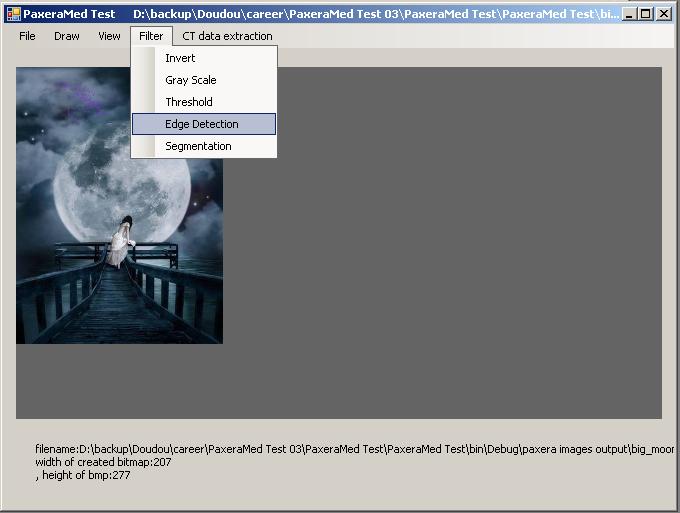 PaxeraMed Test D:\backup\Doudou\career\PaxeraMed Test 03\PaxeraMed Test\PaxeraMed Test\bi...
File Draw View Filter CT data extraction
Invert
Gray Scale
Threshold
Edge Detection
Segmentation
filename:D:\backup\Doudou\career\PaxeraMed Test 03\PaxeraMed Test\PaxeraMed Test\bin\Debug\paxera images output\big_moon
width of created bitmap:207
, height of bmp:277